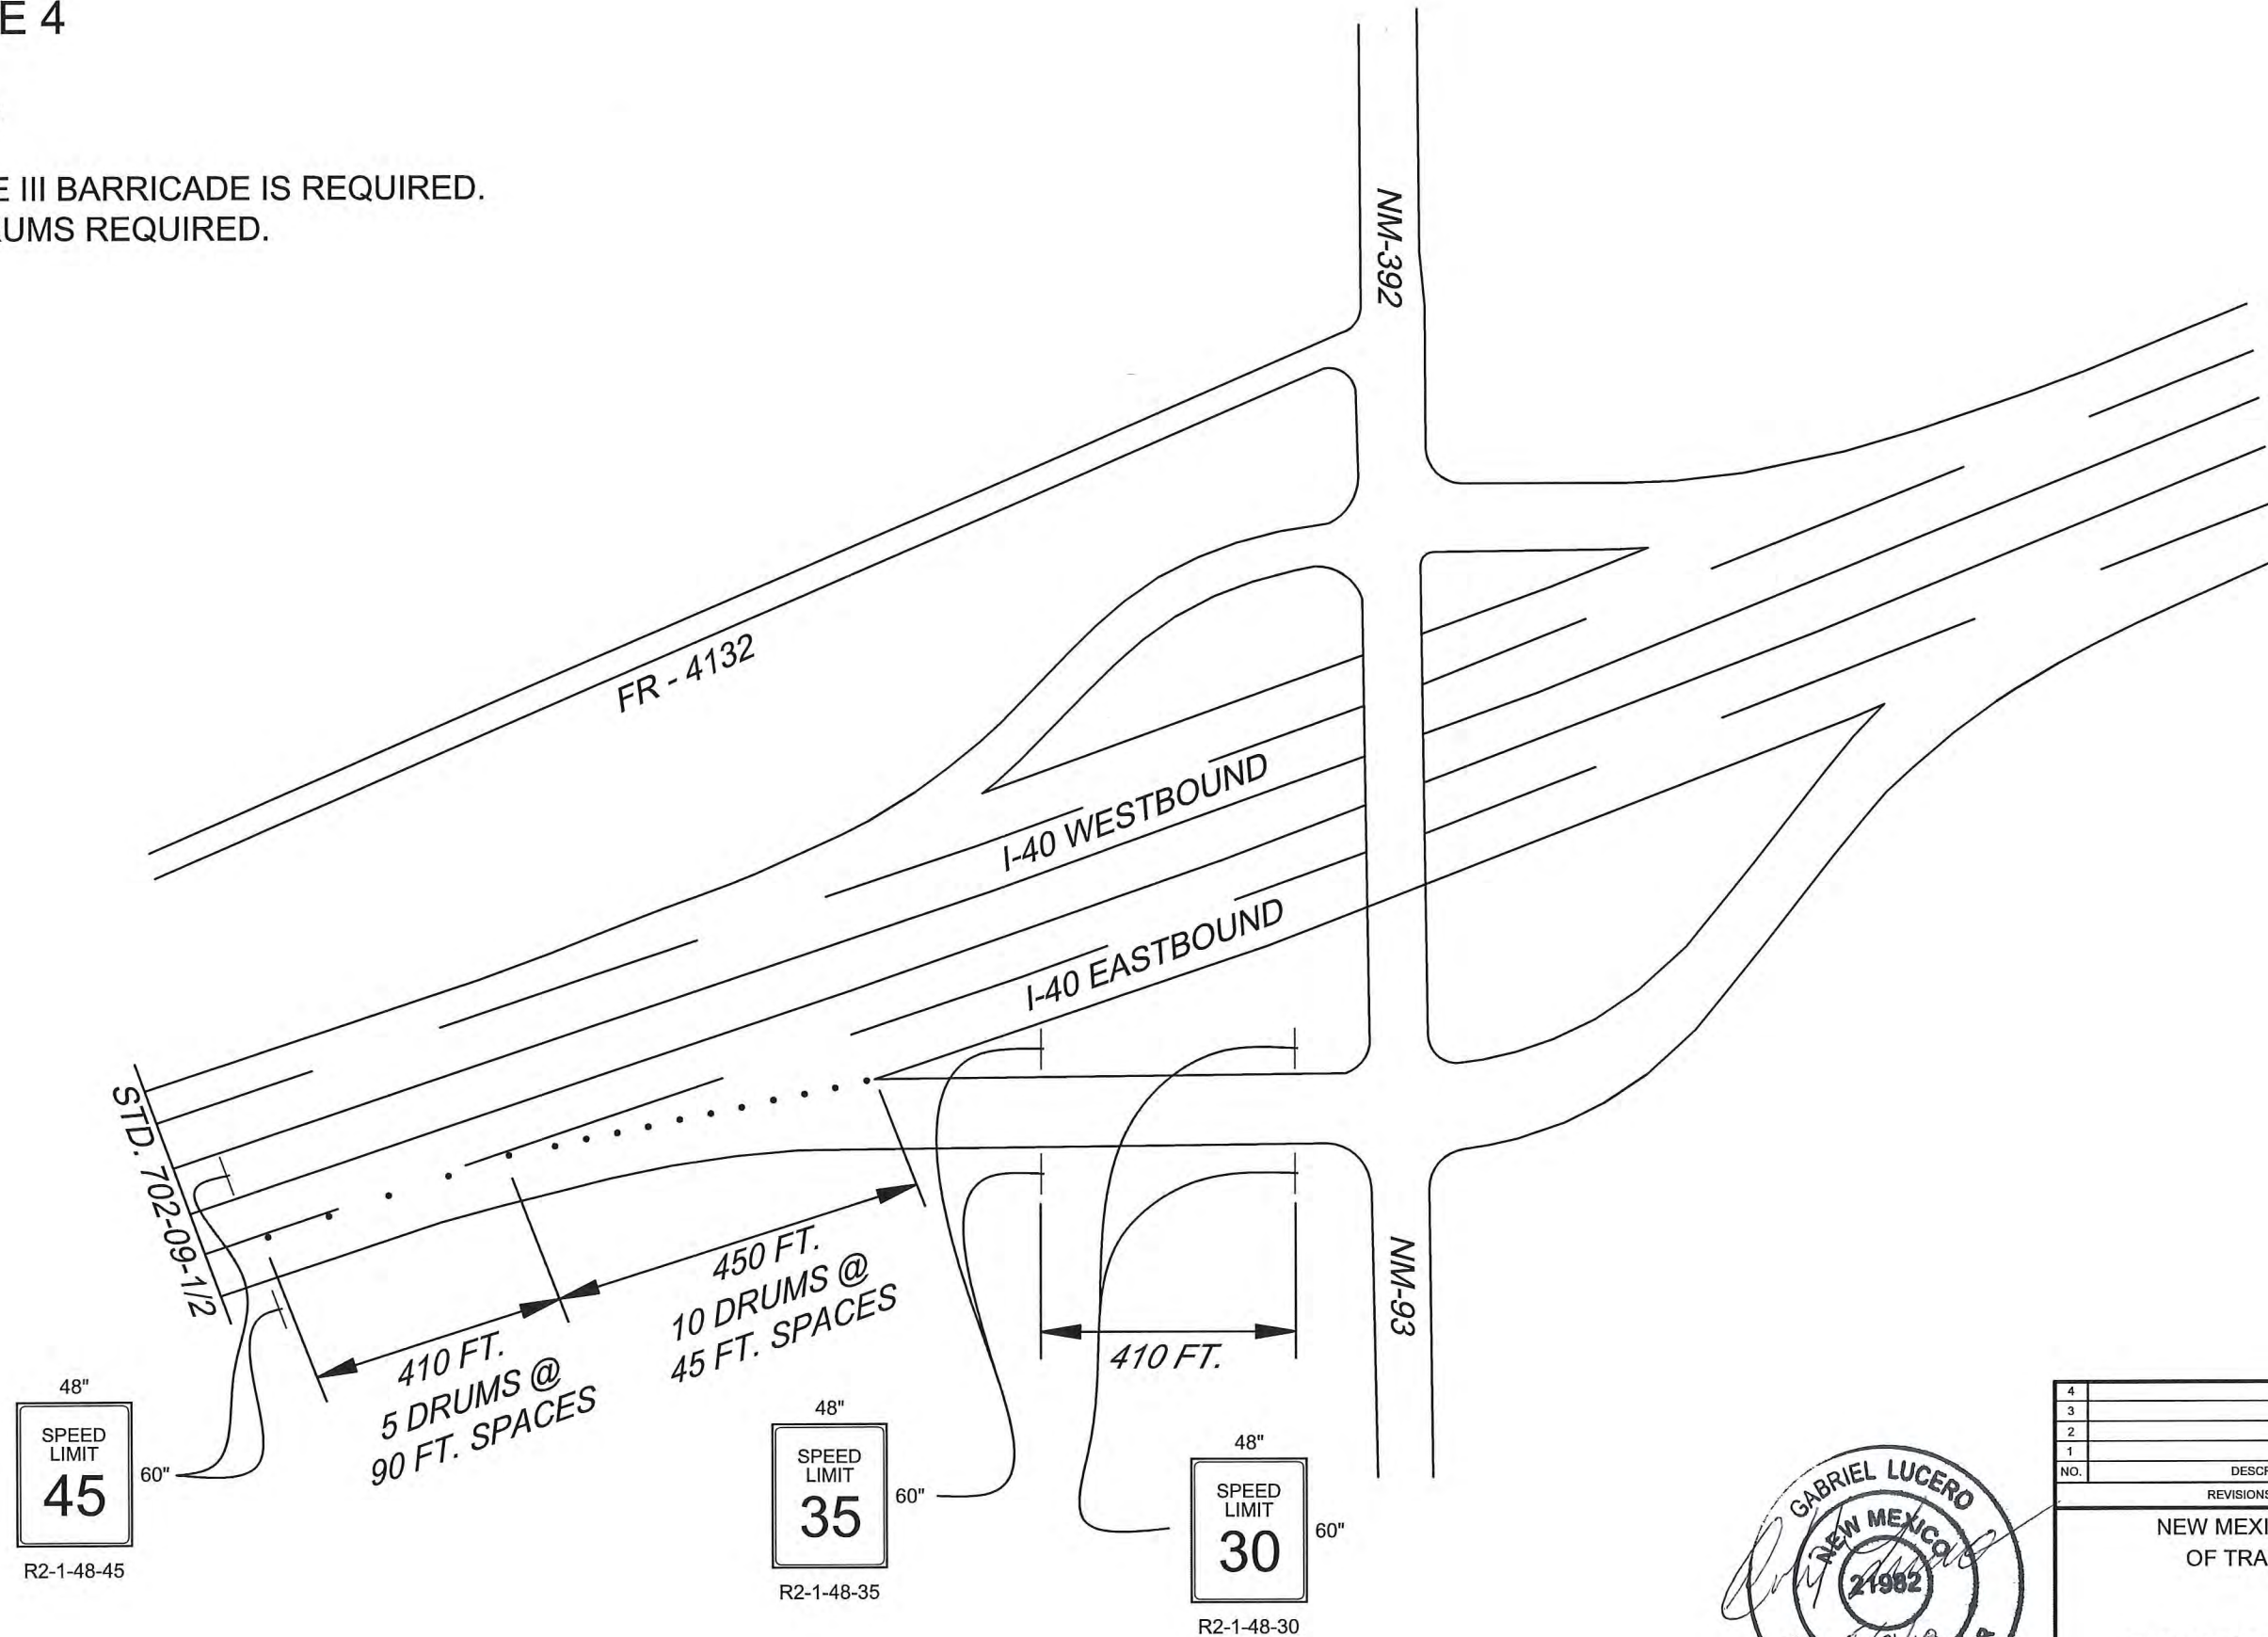 E 4
E III BARRICADE IS REQUIRED.
UMS REQUIRED.
NM-392
FR - 4132
I-40 WESTBOUND
I-40 EASTBOUND
STD. 702-09-1/2
450 FT.
10 DRUMS @
45 FT. SPACES
410 FT.
5 DRUMS @
90 FT. SPACES
410 FT.
NM-93
48"
SPEED
LIMIT
45
60"
R2-1-48-45
48"
SPEED
LIMIT
35
60"
R2-1-48-35
48"
SPEED
LIMIT
30
60"
R2-1-48-30
GABRIEL LUCERO
NEW MEXICO
21982
4
3
2
1
NO.
DESCR
REVISIONS
NEW MEXI
OF TRA